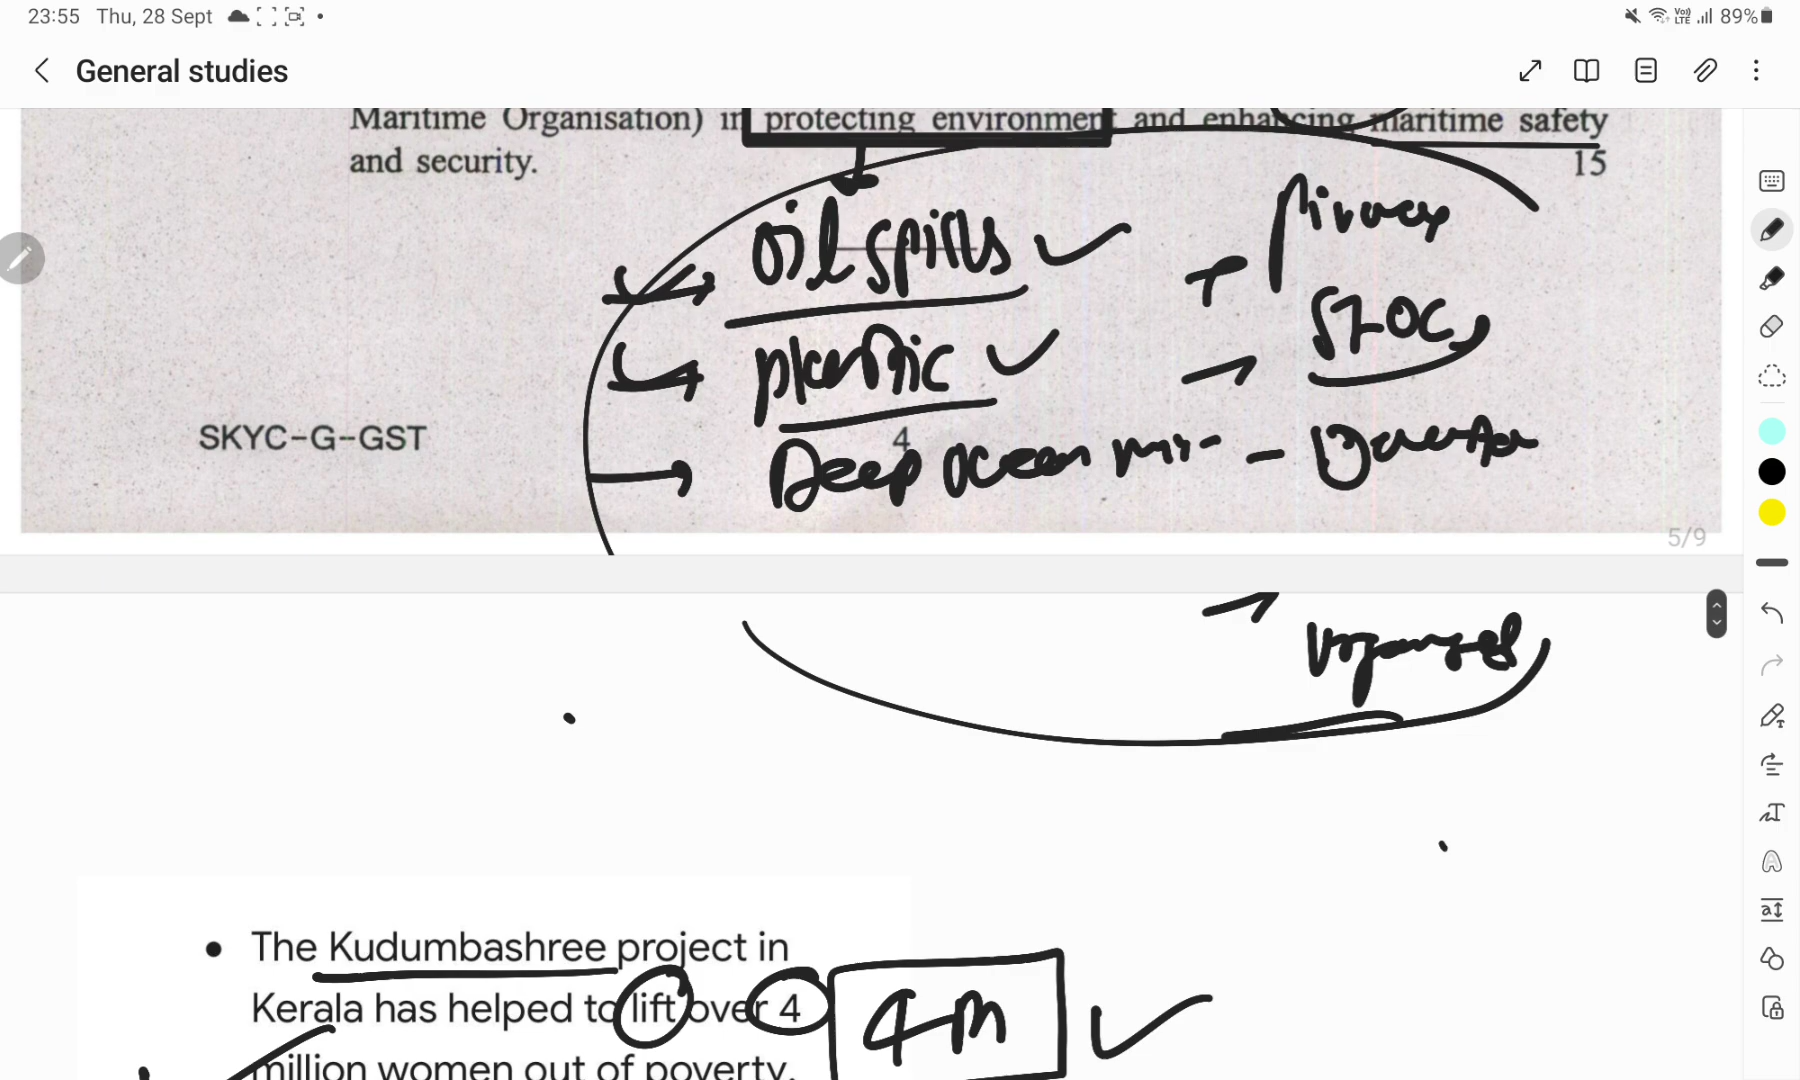 23:55 Thu, 28 Sept 89%
General studies
Maritime Organisation) in protecting environment and enhancing maritime safety
and security.
15
oil spills
Piracy
SLOC
plastic
SKYC-G-GST
4
Deep ocean
5/9
organised
The Kudumbashree project in
Kerala has helped to lift over 4
4m
million women out of poverty.